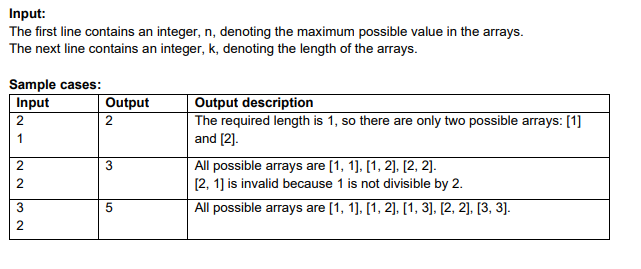 Input:
The first line contains an integer, n, denoting the maximum possible value in the arrays.
The next line contains an integer, k, denoting the length of the arrays.
Sample cases:
Input Output Output description
2 2 The required length is 1, so there are only two possible arrays: [1]
1 and [2].
2 3 All possible arrays are [1, 1], [1, 2], [2, 2].
2 [2, 1] is invalid because 1 is not divisible by 2.
3 5 All possible arrays are [1, 1], [1, 2], [1, 3], [2, 2], [3, 3].
2